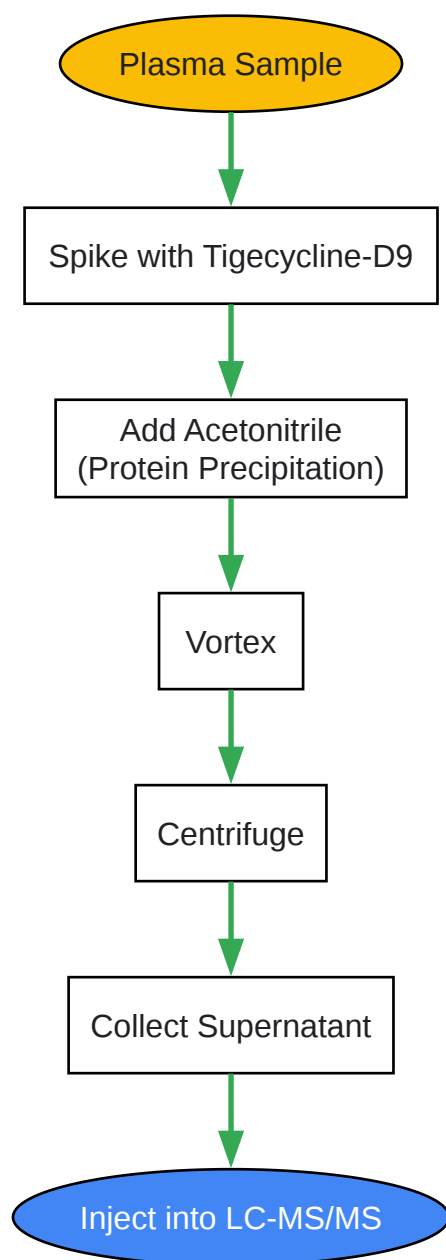 Plasma Sample
Spike with Tigecycline-D9
Add Acetonitrile
(Protein Precipitation)
Vortex
Centrifuge
Collect Supernatant
Inject into LC-MS/MS